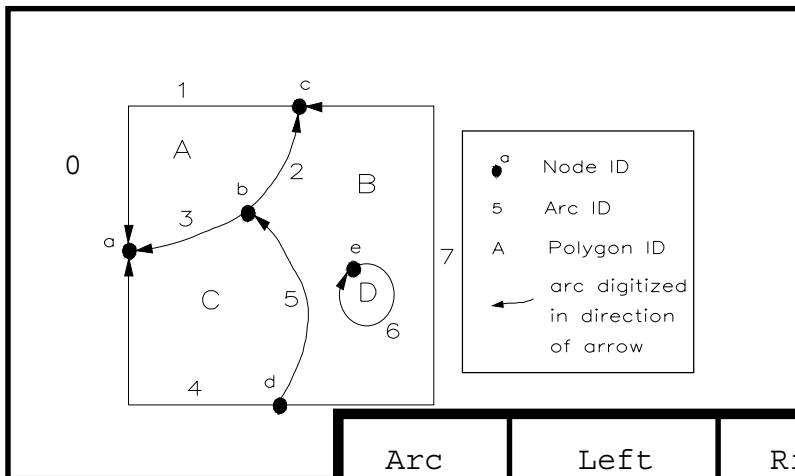 c
1
A
0
2
B
b
3
a
e
7
D
C
5
6
4
d
a Node ID
5 Arc ID
A Polygon ID
arc digitized
in direction
of arrow
Arc Left